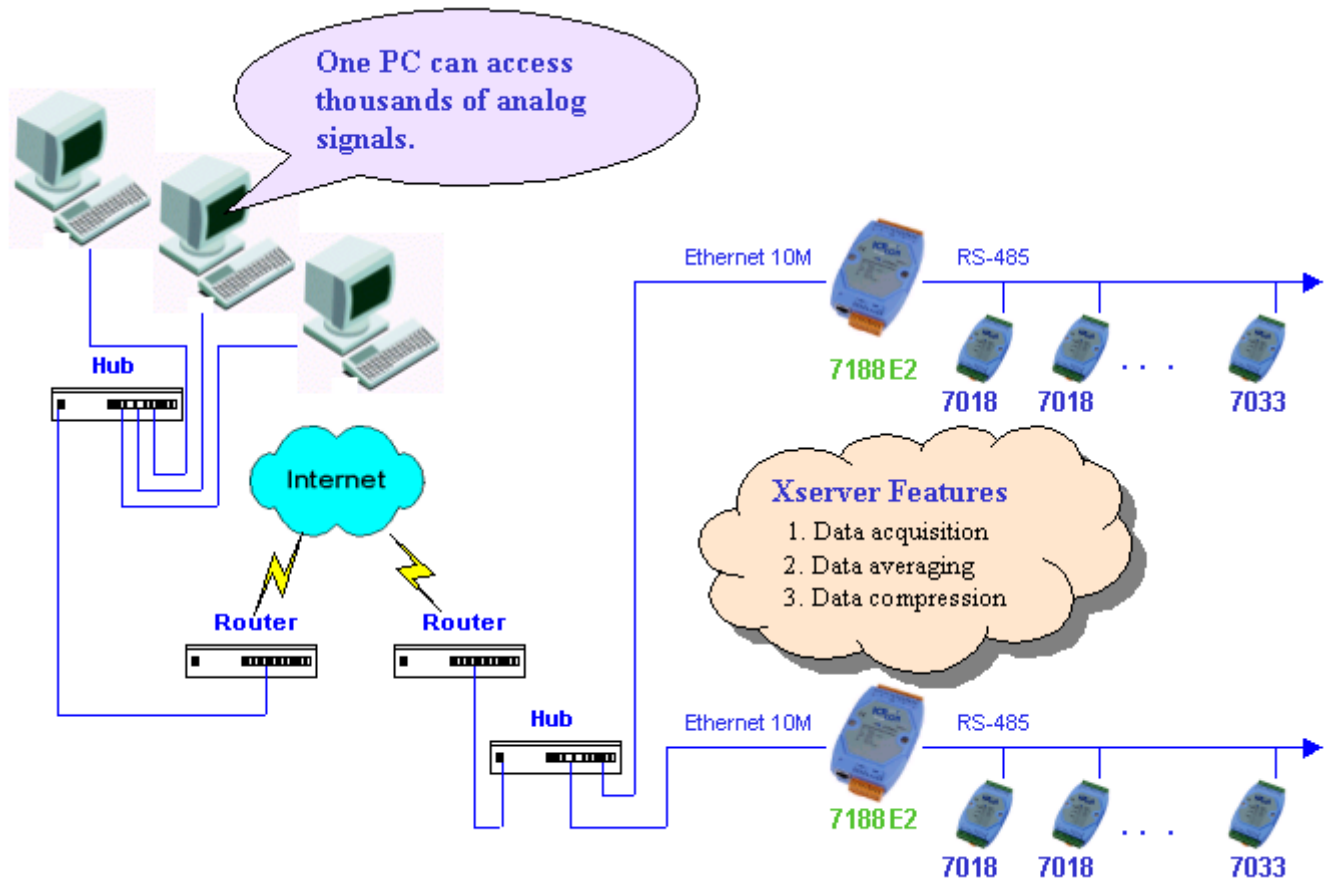 One PC can access
thousands of analog
signals.
Ethernet 10M
RS-485
7188E2
7018
7018
. . .
7033
Hub
Internet
Xserver Features
1. Data acquisition
2. Data averaging
3. Data compression
Router
Router
Hub
Ethernet 10M
RS-485
7188E2
7018
7018
. . .
7033